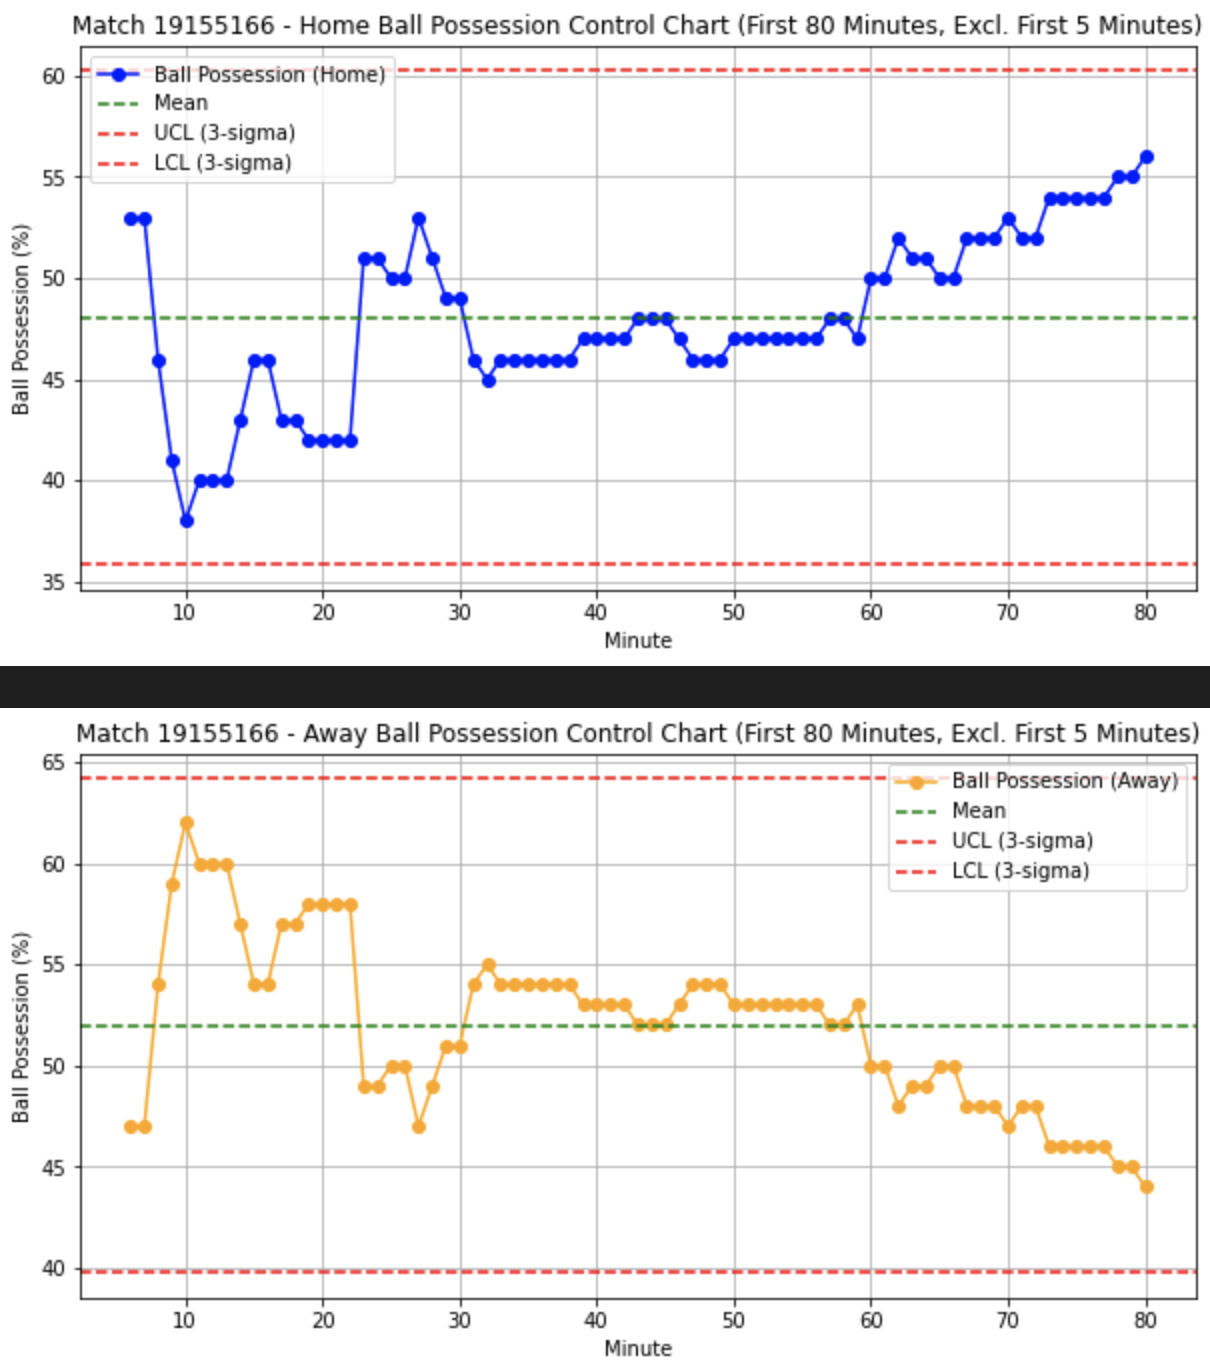 Match 19155166 - Home Ball Possession Control Chart (First 80 Minutes, Excl. First 5 Minutes)
Ball Possession (Home)
Mean
UCL (3-sigma)
LCL (3-sigma)
Ball Possession (%)
60
55
50
45
40
35
10 20 30 40 50 60 70 80
Minute
Match 19155166 - Away Ball Possession Control Chart (First 80 Minutes, Excl. First 5 Minutes)
Ball Possession (Away)
Mean
UCL (3-sigma)
LCL (3-sigma)
Ball Possession (%)
65
60
55
50
45
40
10 20 30 40 50 60 70 80
Minute